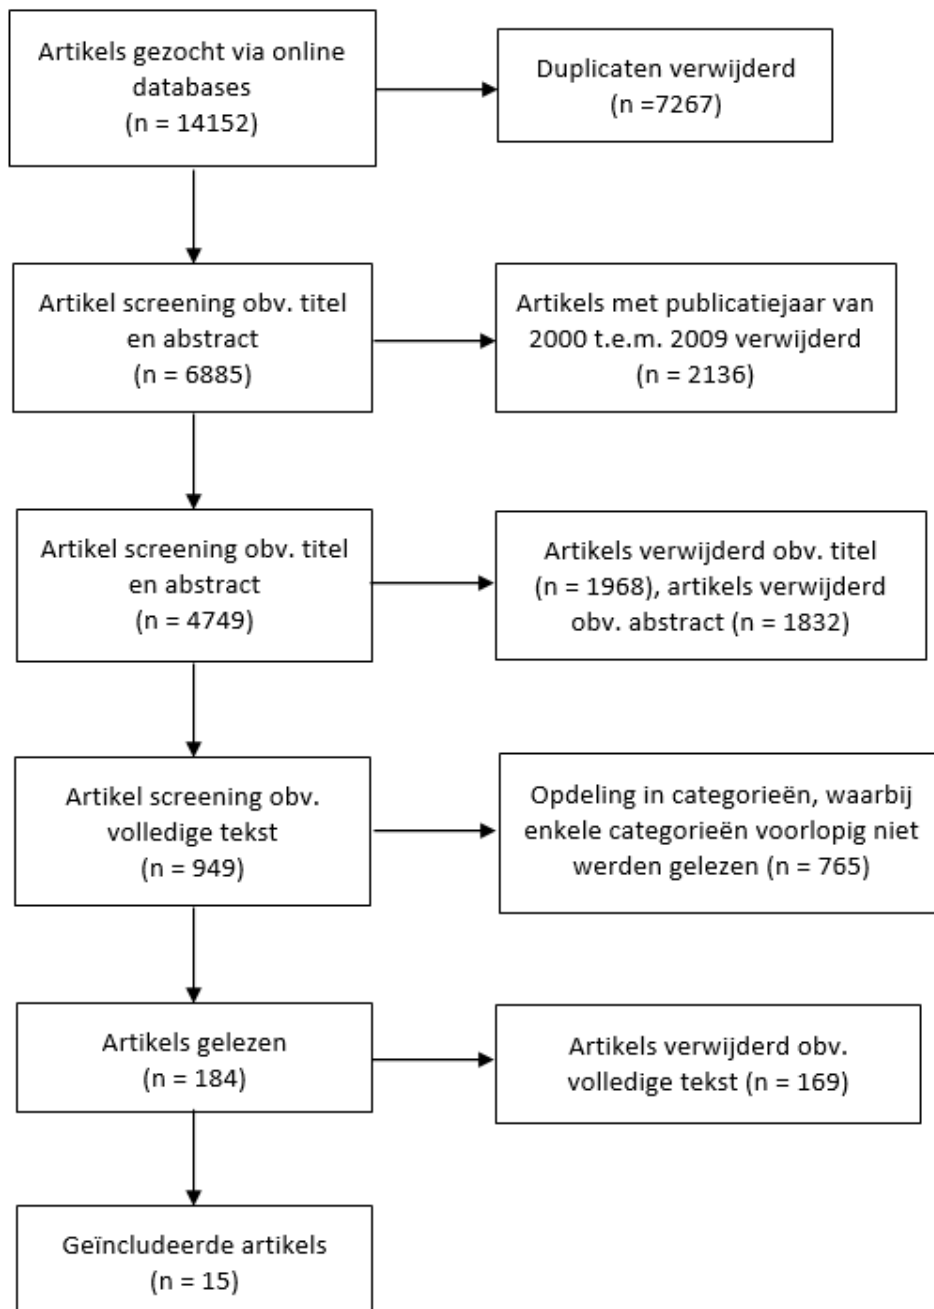 Artikels gezocht via online
databases
(n = 14152)
Duplicaten verwijderd
(n =7267)
Artikel screening obv. titel
en abstract
(n = 6885)
Artikels met publicatiejaar van
2000 t.e.m. 2009 verwijderd
(n = 2136)
Artikel screening obv. titel
en abstract
(n = 4749)
Artikels verwijderd obv. titel
(n = 1968), artikels verwijderd
obv. abstract (n = 1832)
Artikel screening obv.
volledige tekst
(n = 949)
Opdeling in categorieën, waarbij
enkele categorieën voorlopig niet
werden gelezen (n = 765)
Artikels gelezen
(n = 184)
Artikels verwijderd obv.
volledige tekst (n = 169)
Geïncludeerde artikels
(n = 15)